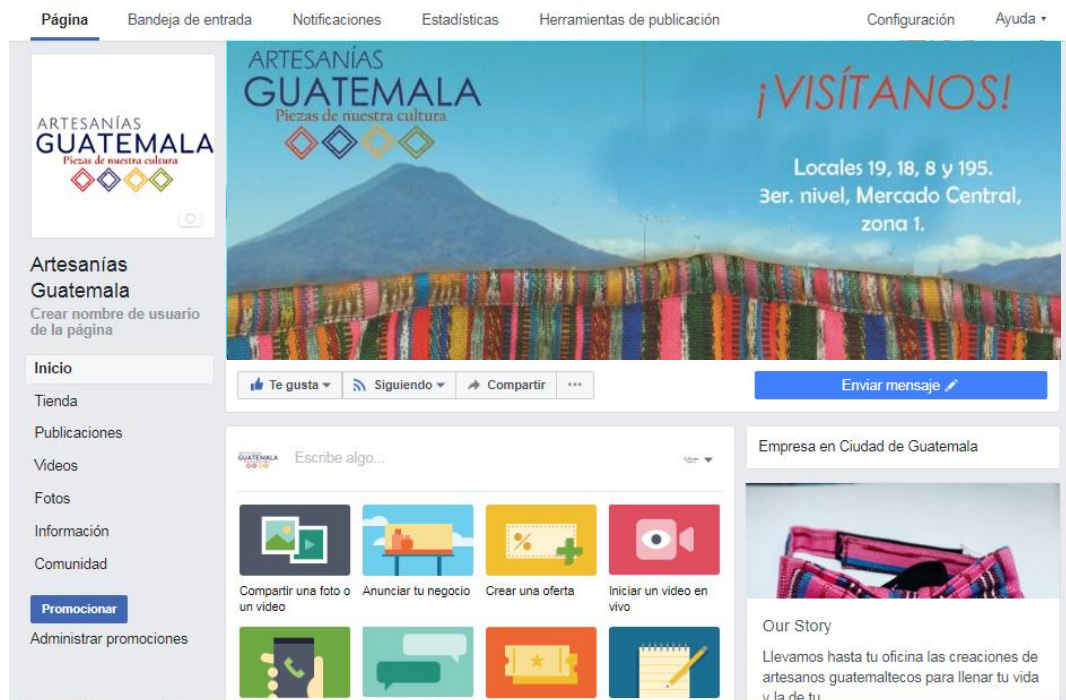 Página Bandeja de entrada Notificaciones Estadísticas Herramientas de publicación Configuración Ayuda
ARTESANÍAS
GUATEMALA
Piezas de nuestra cultura
Artesanías
Guatemala
Crear nombre de usuario
de la página
Inicio
Tienda
Publicaciones
Videos
Fotos
Información
Comunidad
Promocionar
Administrar promociones
ARTESANÍAS
GUATEMALA
Piezas de nuestra cultura
¡VISÍTANOS!
Locales 19, 18, 8 y 195.
3er. nivel, Mercado Central,
zona 1.
Te gusta Siguiendo Compartir ... Enviar mensaje
GUATEMALA Escribe algo...
Compartir una foto o
un video
Anunciar tu negocio
Crear una oferta
Iniciar un video en
vivo
Empresa en Ciudad de Guatemala
Our Story
Llevamos hasta tu oficina las creaciones de
artesanos guatemaltecos para llenar tu vida
y la de tu